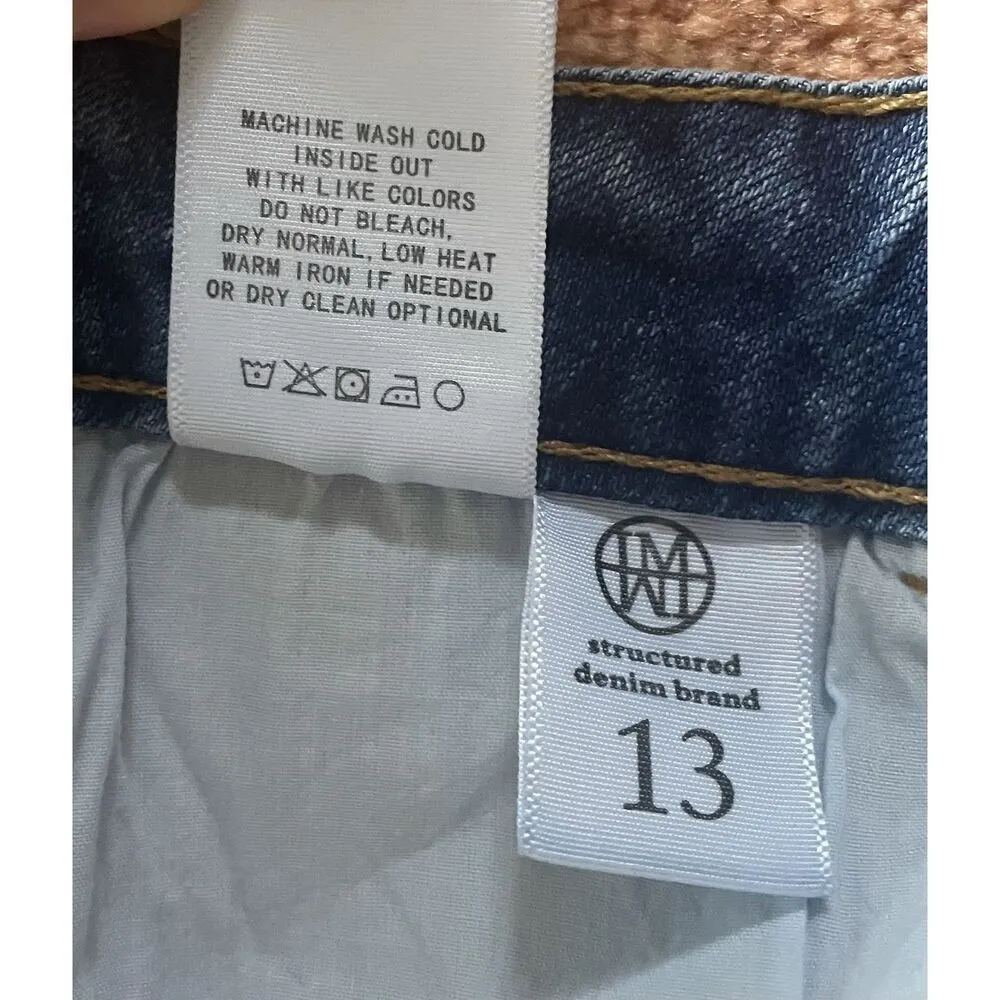 MACHINE WASH COLD
INSIDE OUT
WITH LIKE COLORS
DO NOT BLEACH,
DRY NORMAL, LOW HEAT
WARM IRON IF NEEDED
OR DRY CLEAN OPTIONAL
structured
denim brand
13